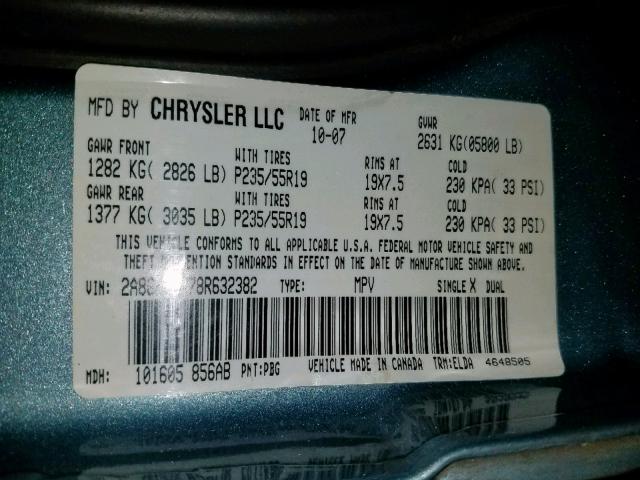 MFD BY CHRYSLER LLC DATE OF MFR 10-07 GVWR 2631 KG(05800 LB)
GAWR FRONT WITH TIRES RIMS AT COLD
1282 KG( 2826 LB) P235/55R19 19X7.5 230 KPA( 33 PSI)
GAWR REAR WITH TIRES RIMS AT COLD
1377 KG( 3035 LB) P235/55R19 19X7.5 230 KPA( 33 PSI)
THIS VEHICLE CONFORMS TO ALL APPLICABLE U.S.A. FEDERAL MOTOR VEHICLE SAFETY AND
THEFT PREVENTION STANDARDS IN EFFECT ON THE DATE OF MANUFACTURE SHOWN ABOVE.
VIN: TYPE: MPV SINGLE X DUAL
MDH: 101605 856AB PNT:PBG VEHICLE MADE IN CANADA TRM:ELDA 4648505